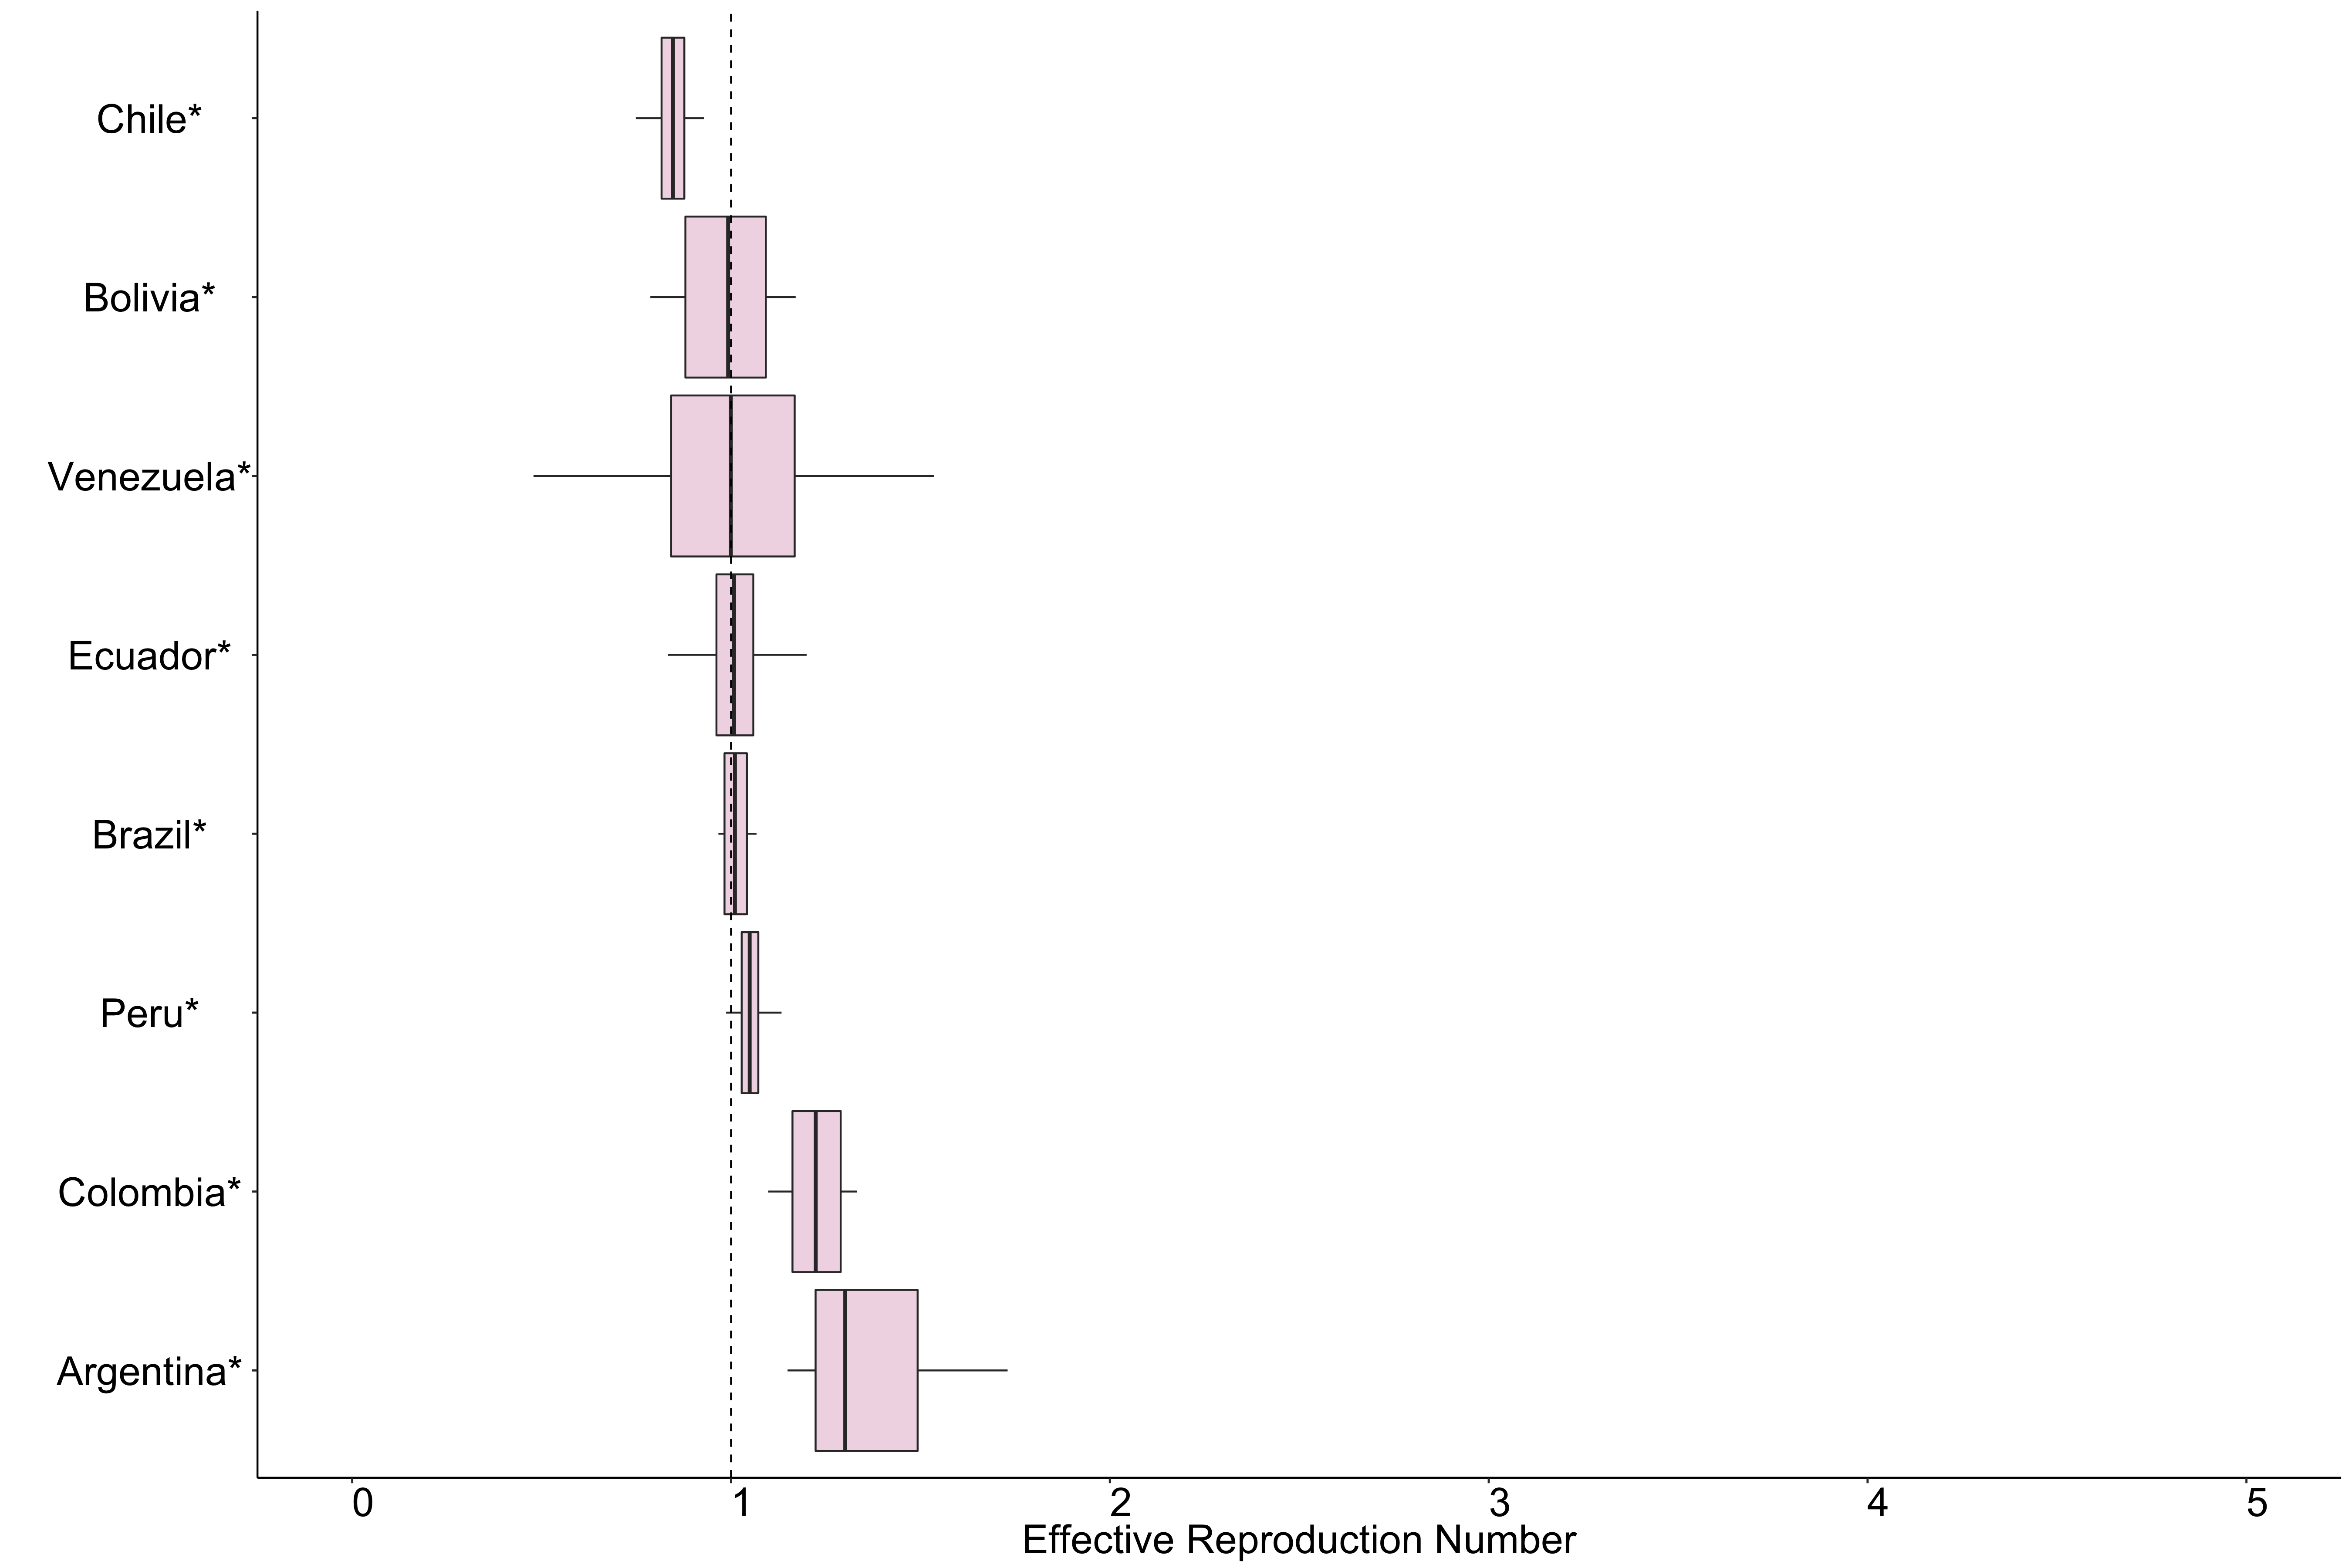 Chile*
Bolivia*
Venezuela*
Ecuador*
Brazil*
Peru*
Colombia*
Argentina*
0 1 2 3 4 5
Effective Reproduction Number